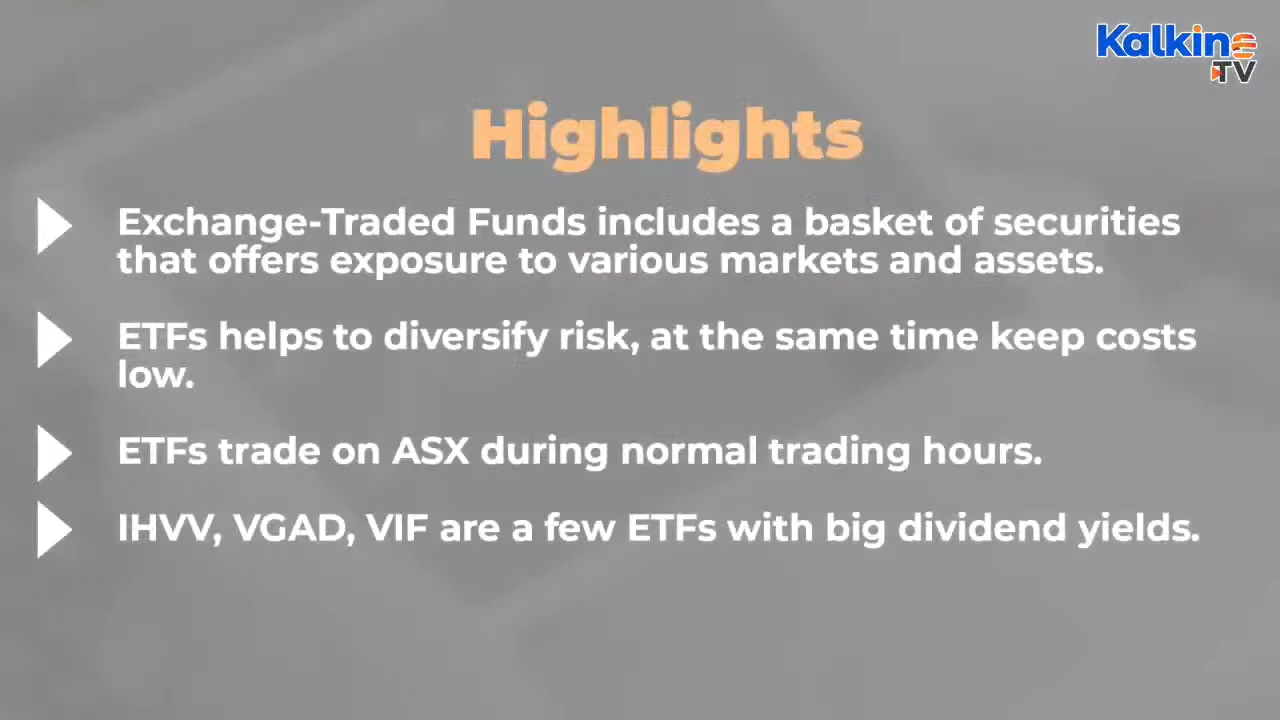 Kalkine
TV
Highlights
Exchange-Traded Funds includes a basket of securities
that offers exposure to various markets and assets.
ETFs helps to diversify risk, at the same time keep costs
low.
ETFs trade on ASX during normal trading hours.
IHVV, VGAD, VIF are a few ETFs with big dividend yields.